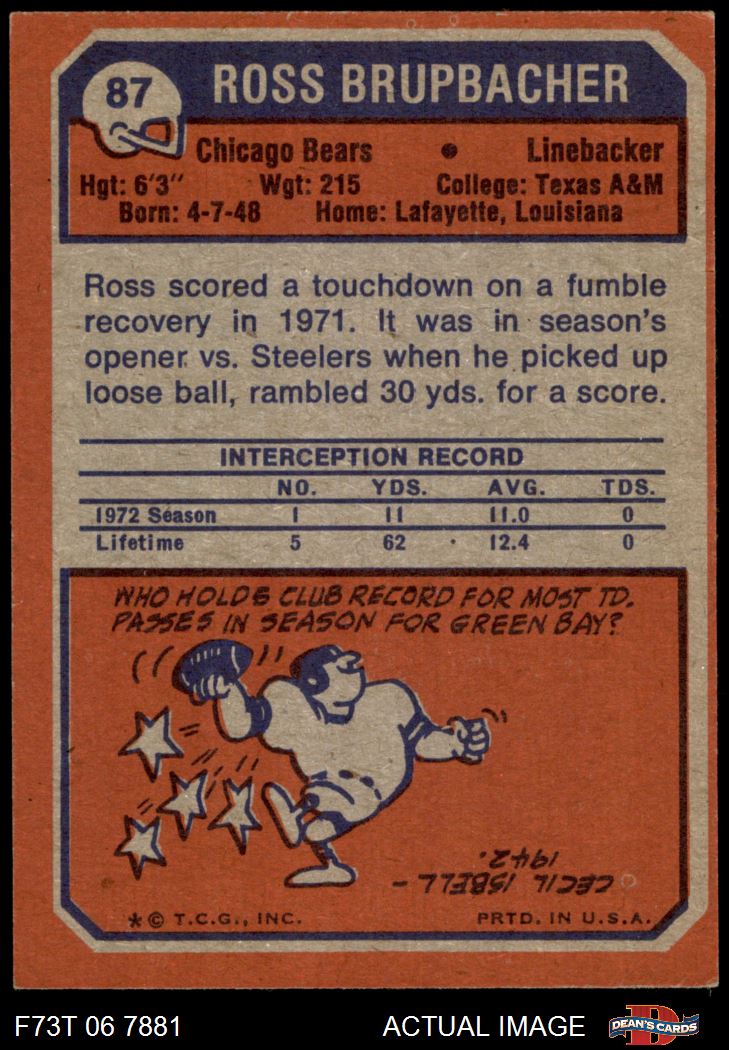 87
ROSS BRUPBACHER
Chicago Bears • Linebacker
Hgt: 6'3" Wgt: 215 College: Texas A&M
Born: 4-7-48 Home: Lafayette, Louisiana
Ross scored a touchdown on a fumble
recovery in 1971. It was in season's
opener vs. Steelers when he picked up
loose ball, rambled 30 yds. for a score.
INTERCEPTION RECORD
NO. YDS. AVG. TDS.
1972 Season 1 11 11.0 0
Lifetime 5 62 12.4 0
WHO HOLDS CLUB RECORD FOR MOST TD.
PASSES IN SEASON FOR GREEN BAY?
CECIL ISBELL -
1942.
* © T.C.G., INC. PRTD. IN U.S.A.
F73T 06 7881 ACTUAL IMAGE D DEAN'S CARDS